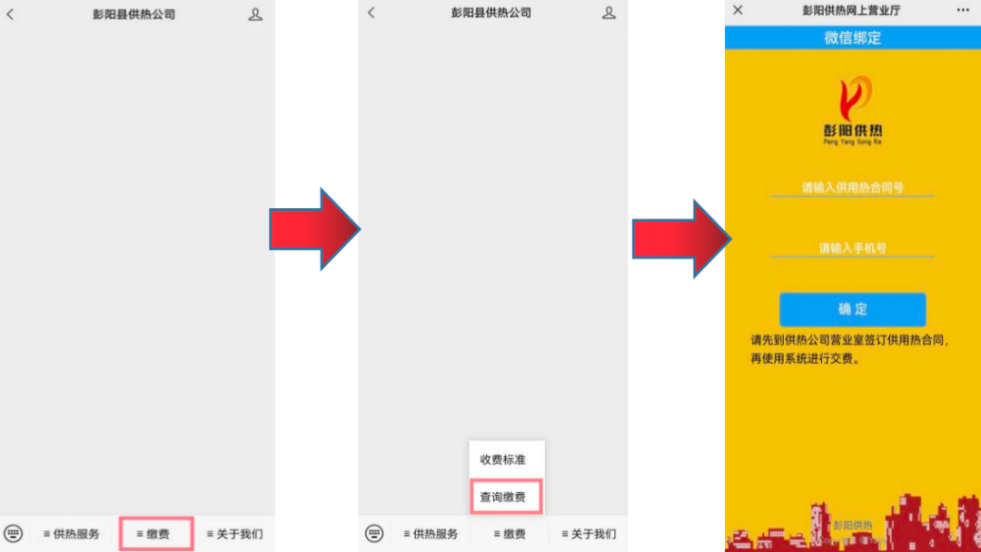 彭阳县供热公司
≡ 供热服务
≡ 缴费
≡ 关于我们
彭阳县供热公司
收费标准
查询缴费
≡ 供热服务
≡ 缴费
≡ 关于我们
彭阳供热网上营业厅
微信绑定
彭阳供热
Peng Yang Gong Re
请输入供用热合同号
请输入手机号
确 定
请先到供热公司营业室签订供用热合同，
再使用系统进行交费。
彭阳供热